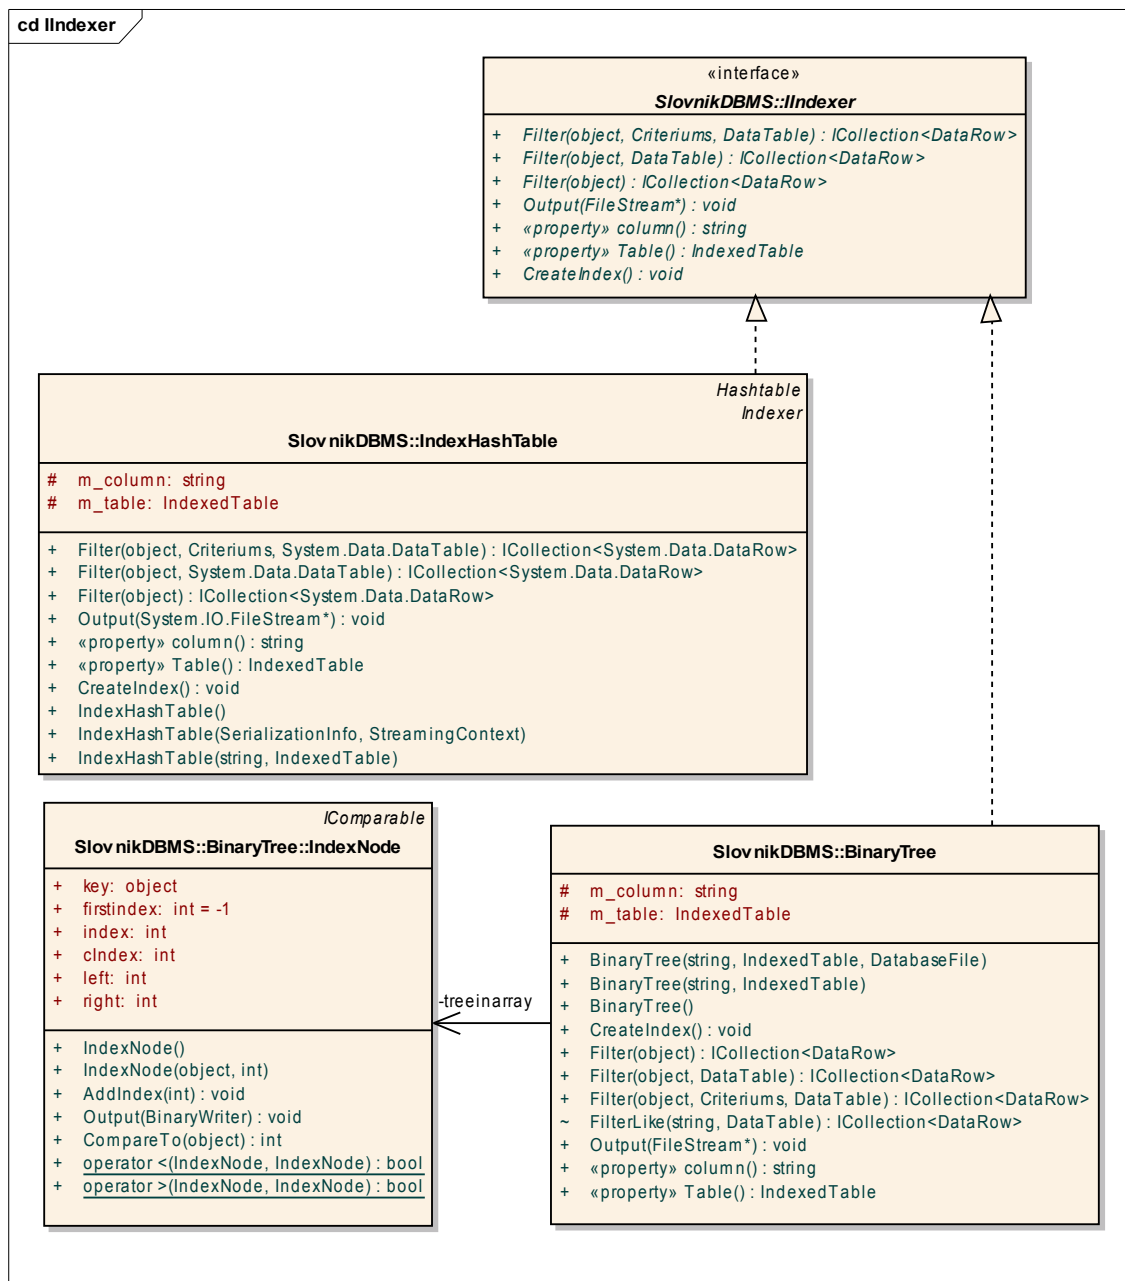 cd IIndexer
«interface»
SlovnikDBMS::IIndexer
+ Filter(object, Criteriums, DataTable) : ICollection<DataRow>
+ Filter(object, DataTable) : ICollection<DataRow>
+ Filter(object) : ICollection<DataRow>
+ Output(FileStream*) : void
+ «property» column() : string
+ «property» Table() : IndexedTable
+ CreateIndex() : void
Hashtable
Indexer
SlovnikDBMS::IndexHashTable
# m_column: string
# m_table: IndexedTable
+ Filter(object, Criteriums, System.Data.DataTable) : ICollection<System.Data.DataRow>
+ Filter(object, System.Data.DataTable) : ICollection<System.Data.DataRow>
+ Filter(object) : ICollection<System.Data.DataRow>
+ Output(System.IO.FileStream*) : void
+ «property» column() : string
+ «property» Table() : IndexedTable
+ CreateIndex() : void
+ IndexHashTable()
+ IndexHashTable(SerializationInfo, StreamingContext)
+ IndexHashTable(string, IndexedTable)
IComparable
SlovnikDBMS::BinaryTree::IndexNode
+ key: object
+ firstindex: int = -1
+ index: int
+ cIndex: int
+ left: int
+ right: int
+ IndexNode()
+ IndexNode(object, int)
+ AddIndex(int) : void
+ Output(BinaryWriter) : void
+ CompareTo(object) : int
+ operator <(IndexNode, IndexNode) : bool
+ operator >(IndexNode, IndexNode) : bool
-treeinarray
SlovnikDBMS::BinaryTree
# m_column: string
# m_table: IndexedTable
+ BinaryTree(string, IndexedTable, DatabaseFile)
+ BinaryTree(string, IndexedTable)
+ BinaryTree()
+ CreateIndex() : void
+ Filter(object) : ICollection<DataRow>
+ Filter(object, DataTable) : ICollection<DataRow>
+ Filter(object, Criteriums, DataTable) : ICollection<DataRow>
~ FilterLike(string, DataTable) : ICollection<DataRow>
+ Output(FileStream*) : void
+ «property» column() : string
+ «property» Table() : IndexedTable